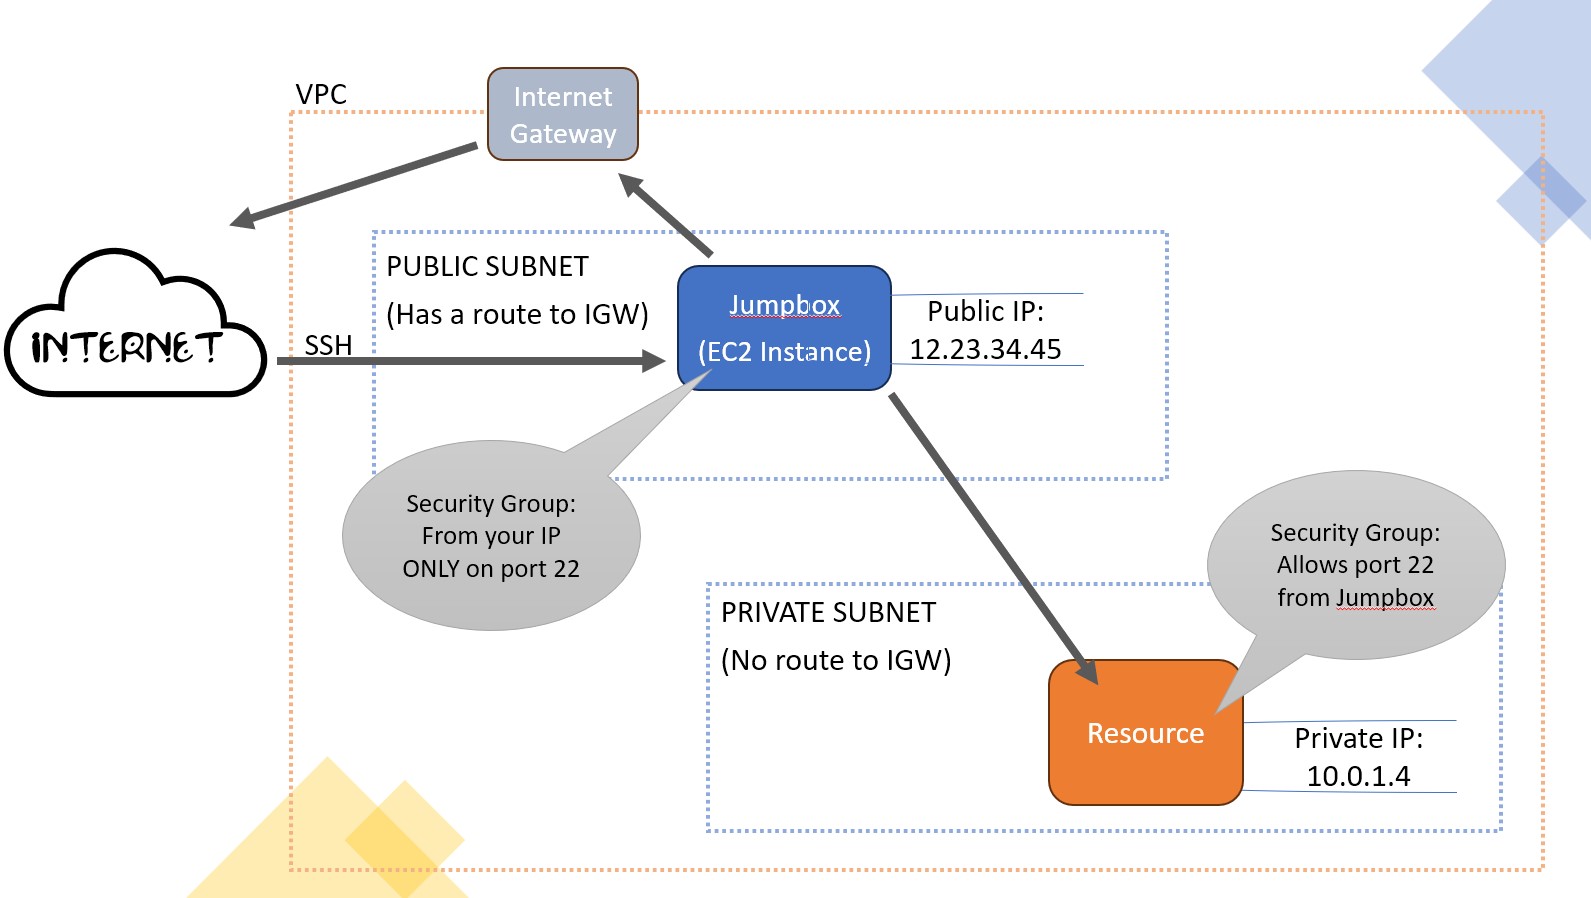 VPC
Internet
Gateway
INTERNET
SSH
PUBLIC SUBNET
(Has a route to IGW)
Jumpbox
(EC2 Instance)
Public IP:
12.23.34.45
Security Group:
From your IP
ONLY on port 22
Security Group:
Allows port 22
from Jumpbox
PRIVATE SUBNET
(No route to IGW)
Resource
Private IP:
10.0.1.4